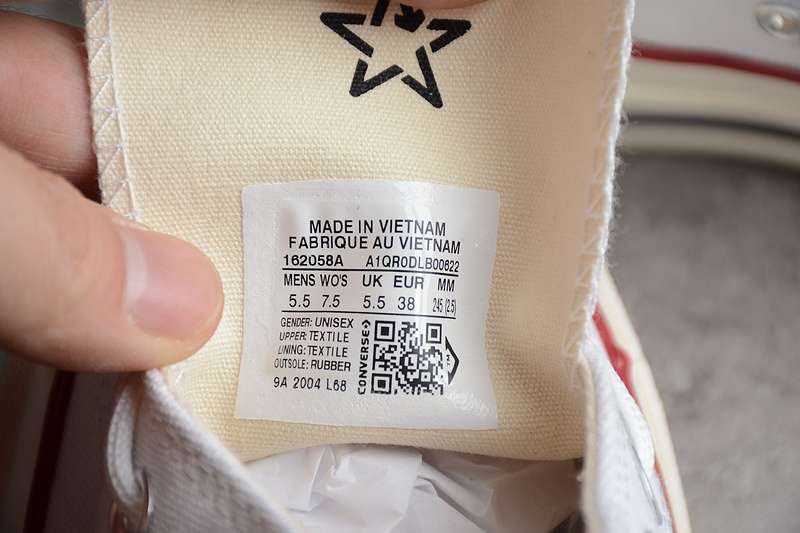 MADE IN VIETNAM
FABRIQUE AU VIETNAM
162058A A1QR0DLB00622
MENS WO'S UK EUR MM
5.5 7.5 5.5 38 245 (2.5)
GENDER: UNISEX
UPPER: TEXTILE
LINING: TEXTILE
OUTSOLE: RUBBER
9A 2004 L68
CONVERSE